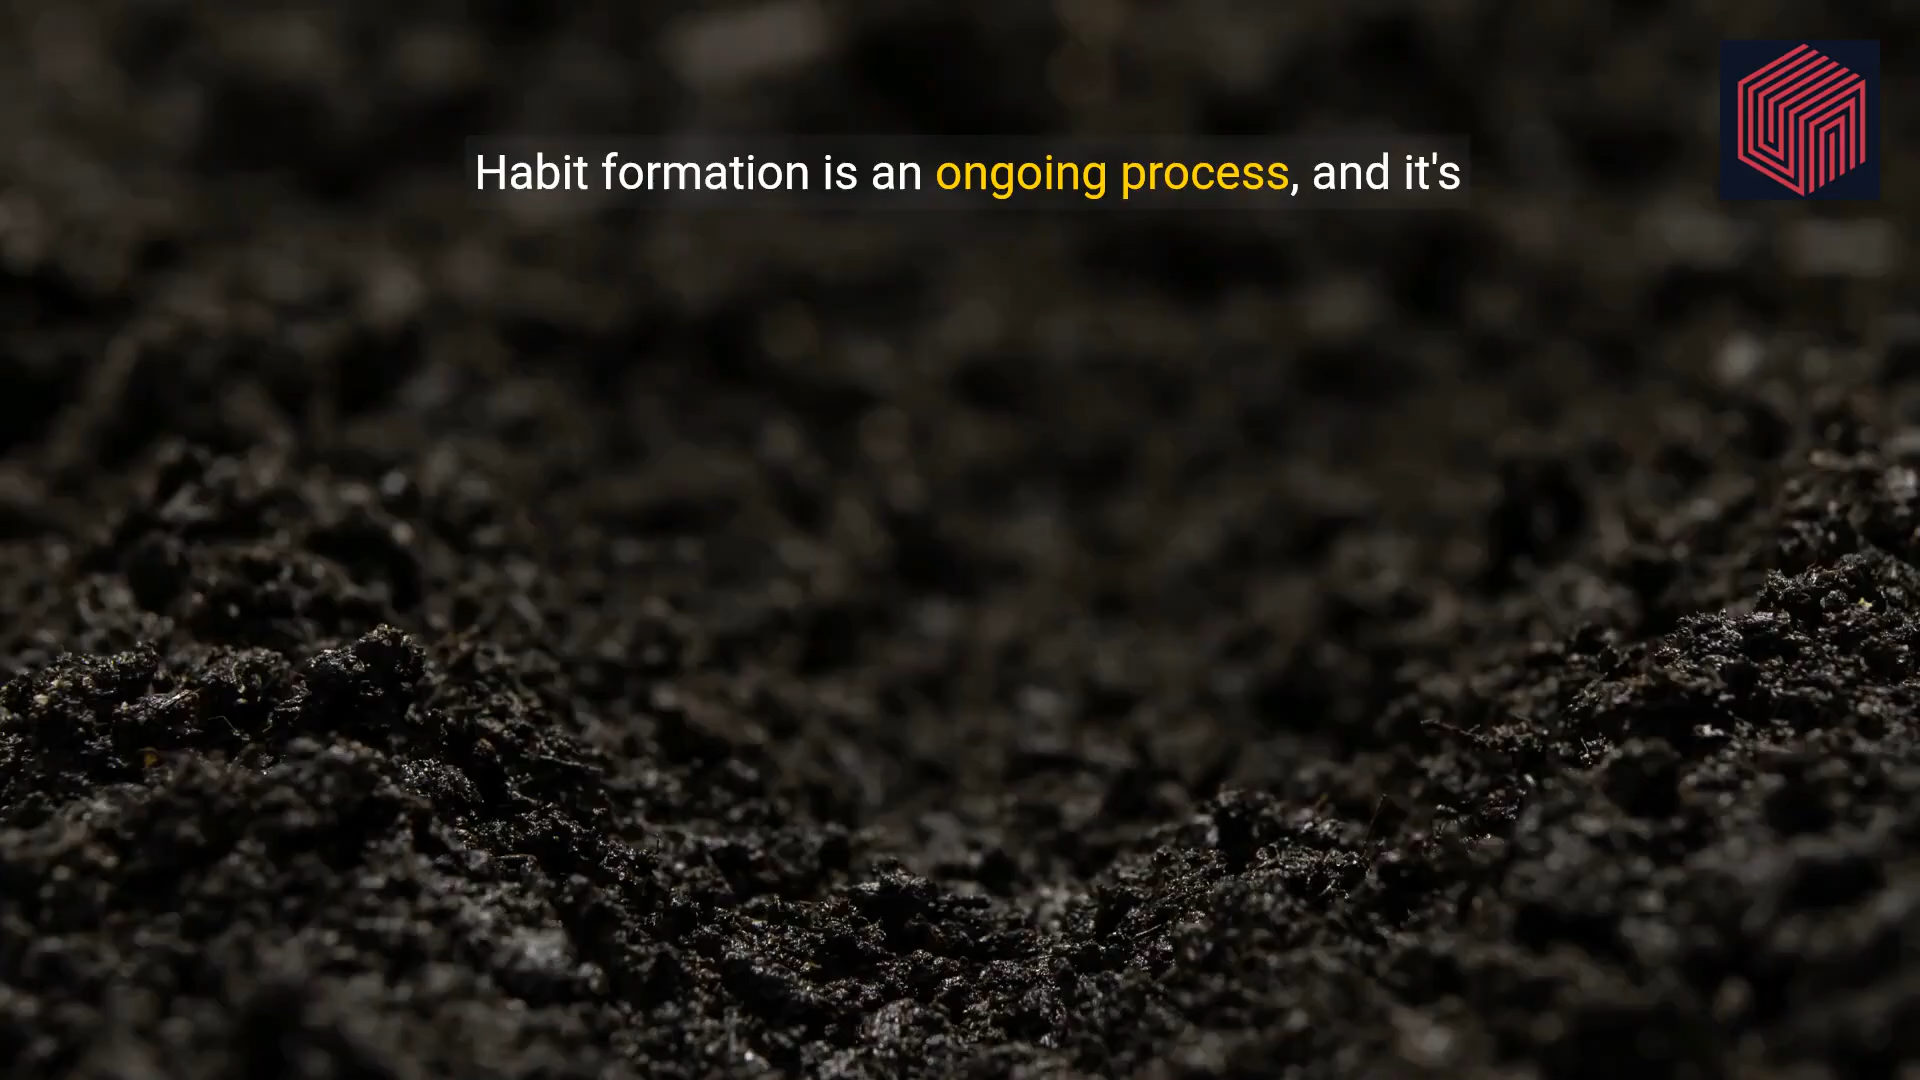 Habit formation is an ongoing process, and it's